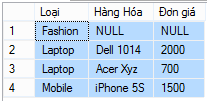 Loại Hàng Hóa Đơn giá
1 Fashion NULL NULL
2 Laptop Dell 1014 2000
3 Laptop Acer Xyz 700
4 Mobile iPhone 5S 1500